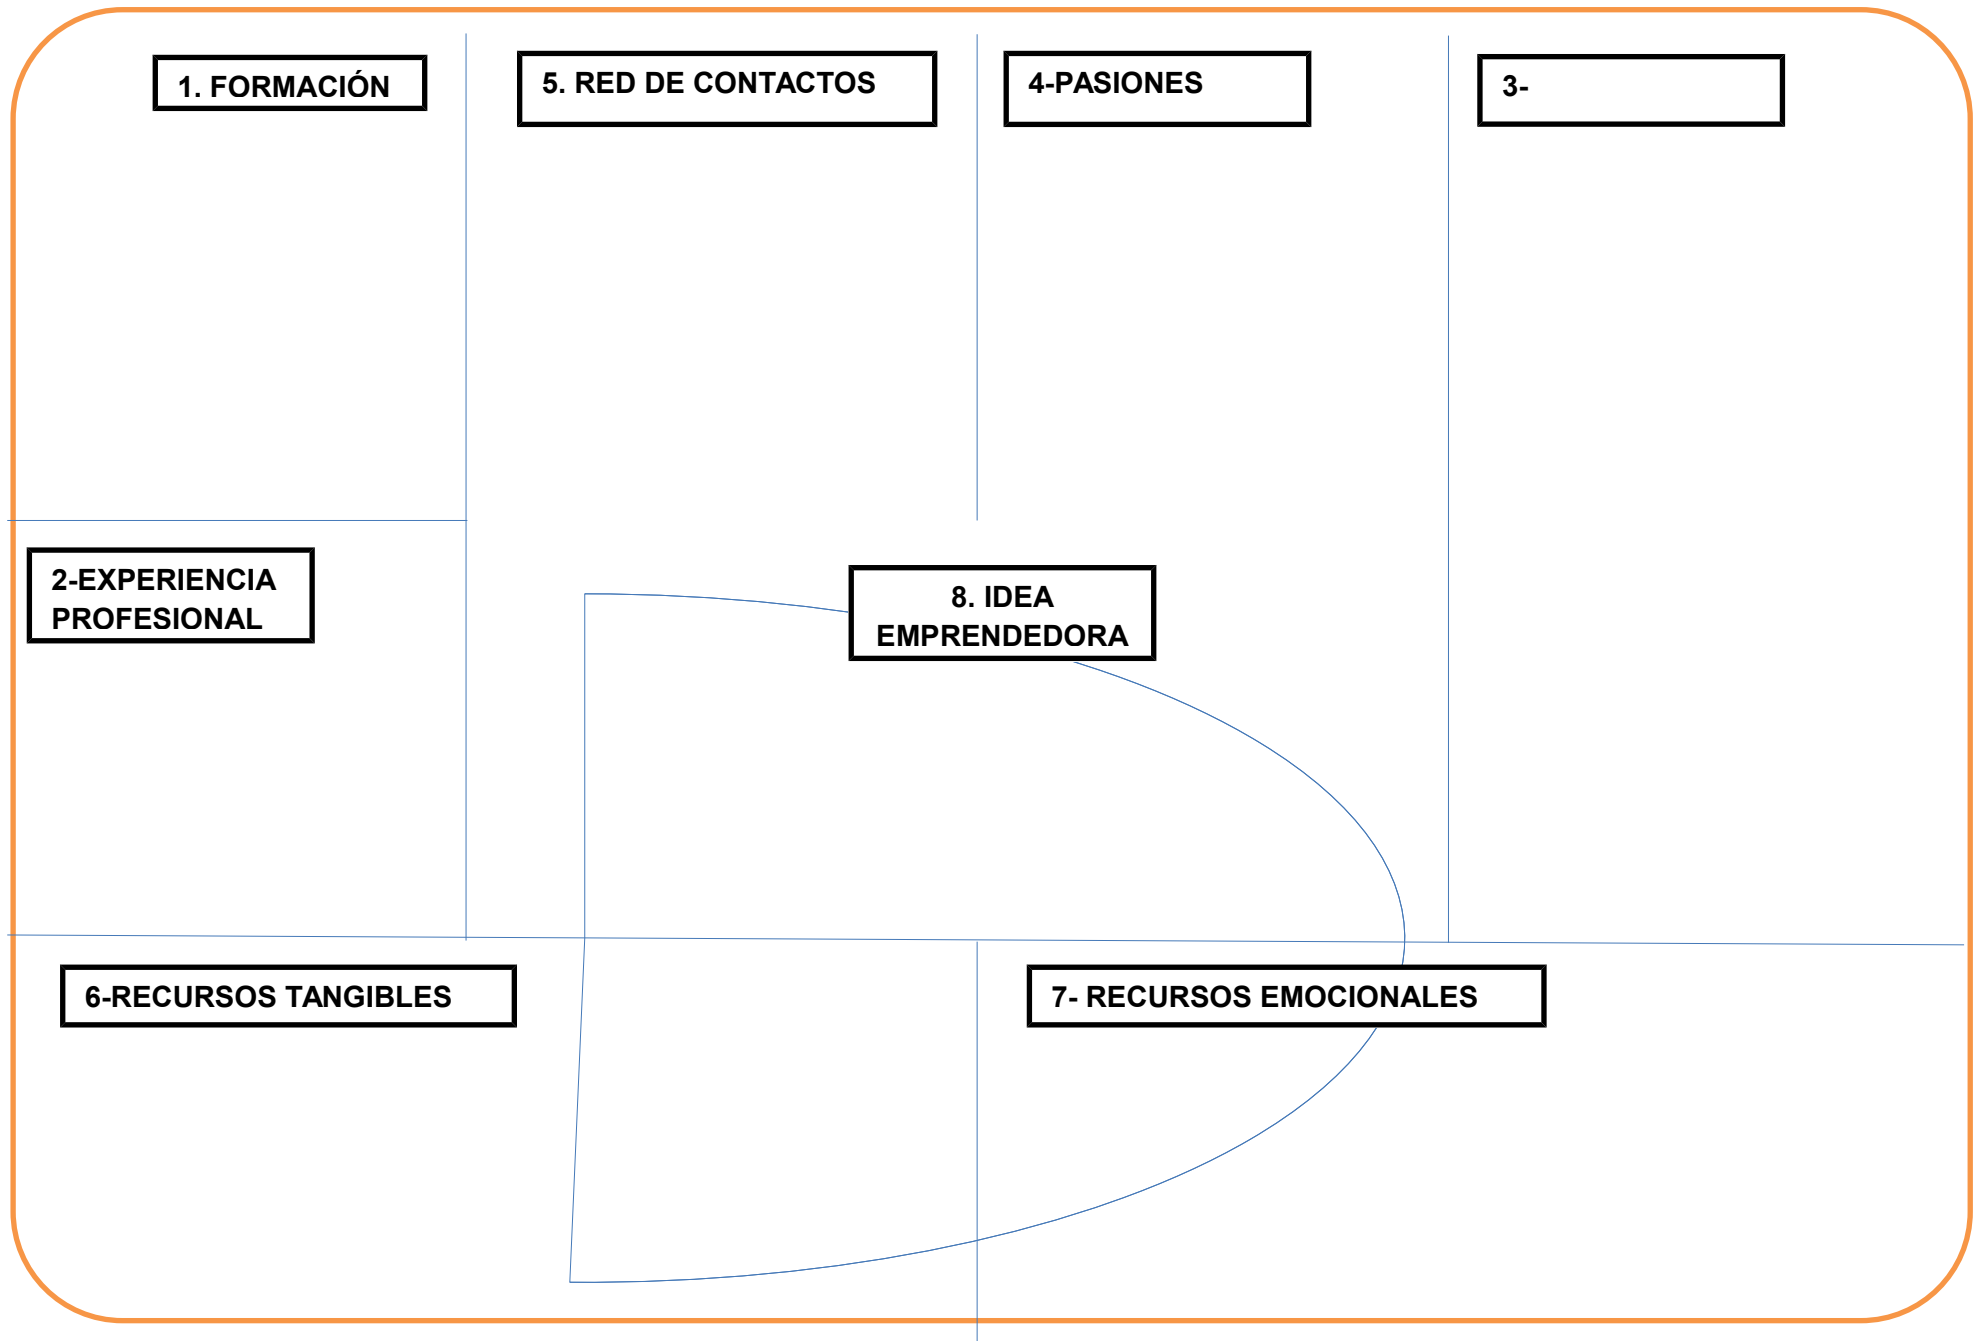 1. FORMACIÓN
5. RED DE CONTACTOS
4-PASIONES
3-
2-EXPERIENCIA
PROFESIONAL
8. IDEA
EMPRENDEDORA
6-RECURSOS TANGIBLES
7- RECURSOS EMOCIONALES